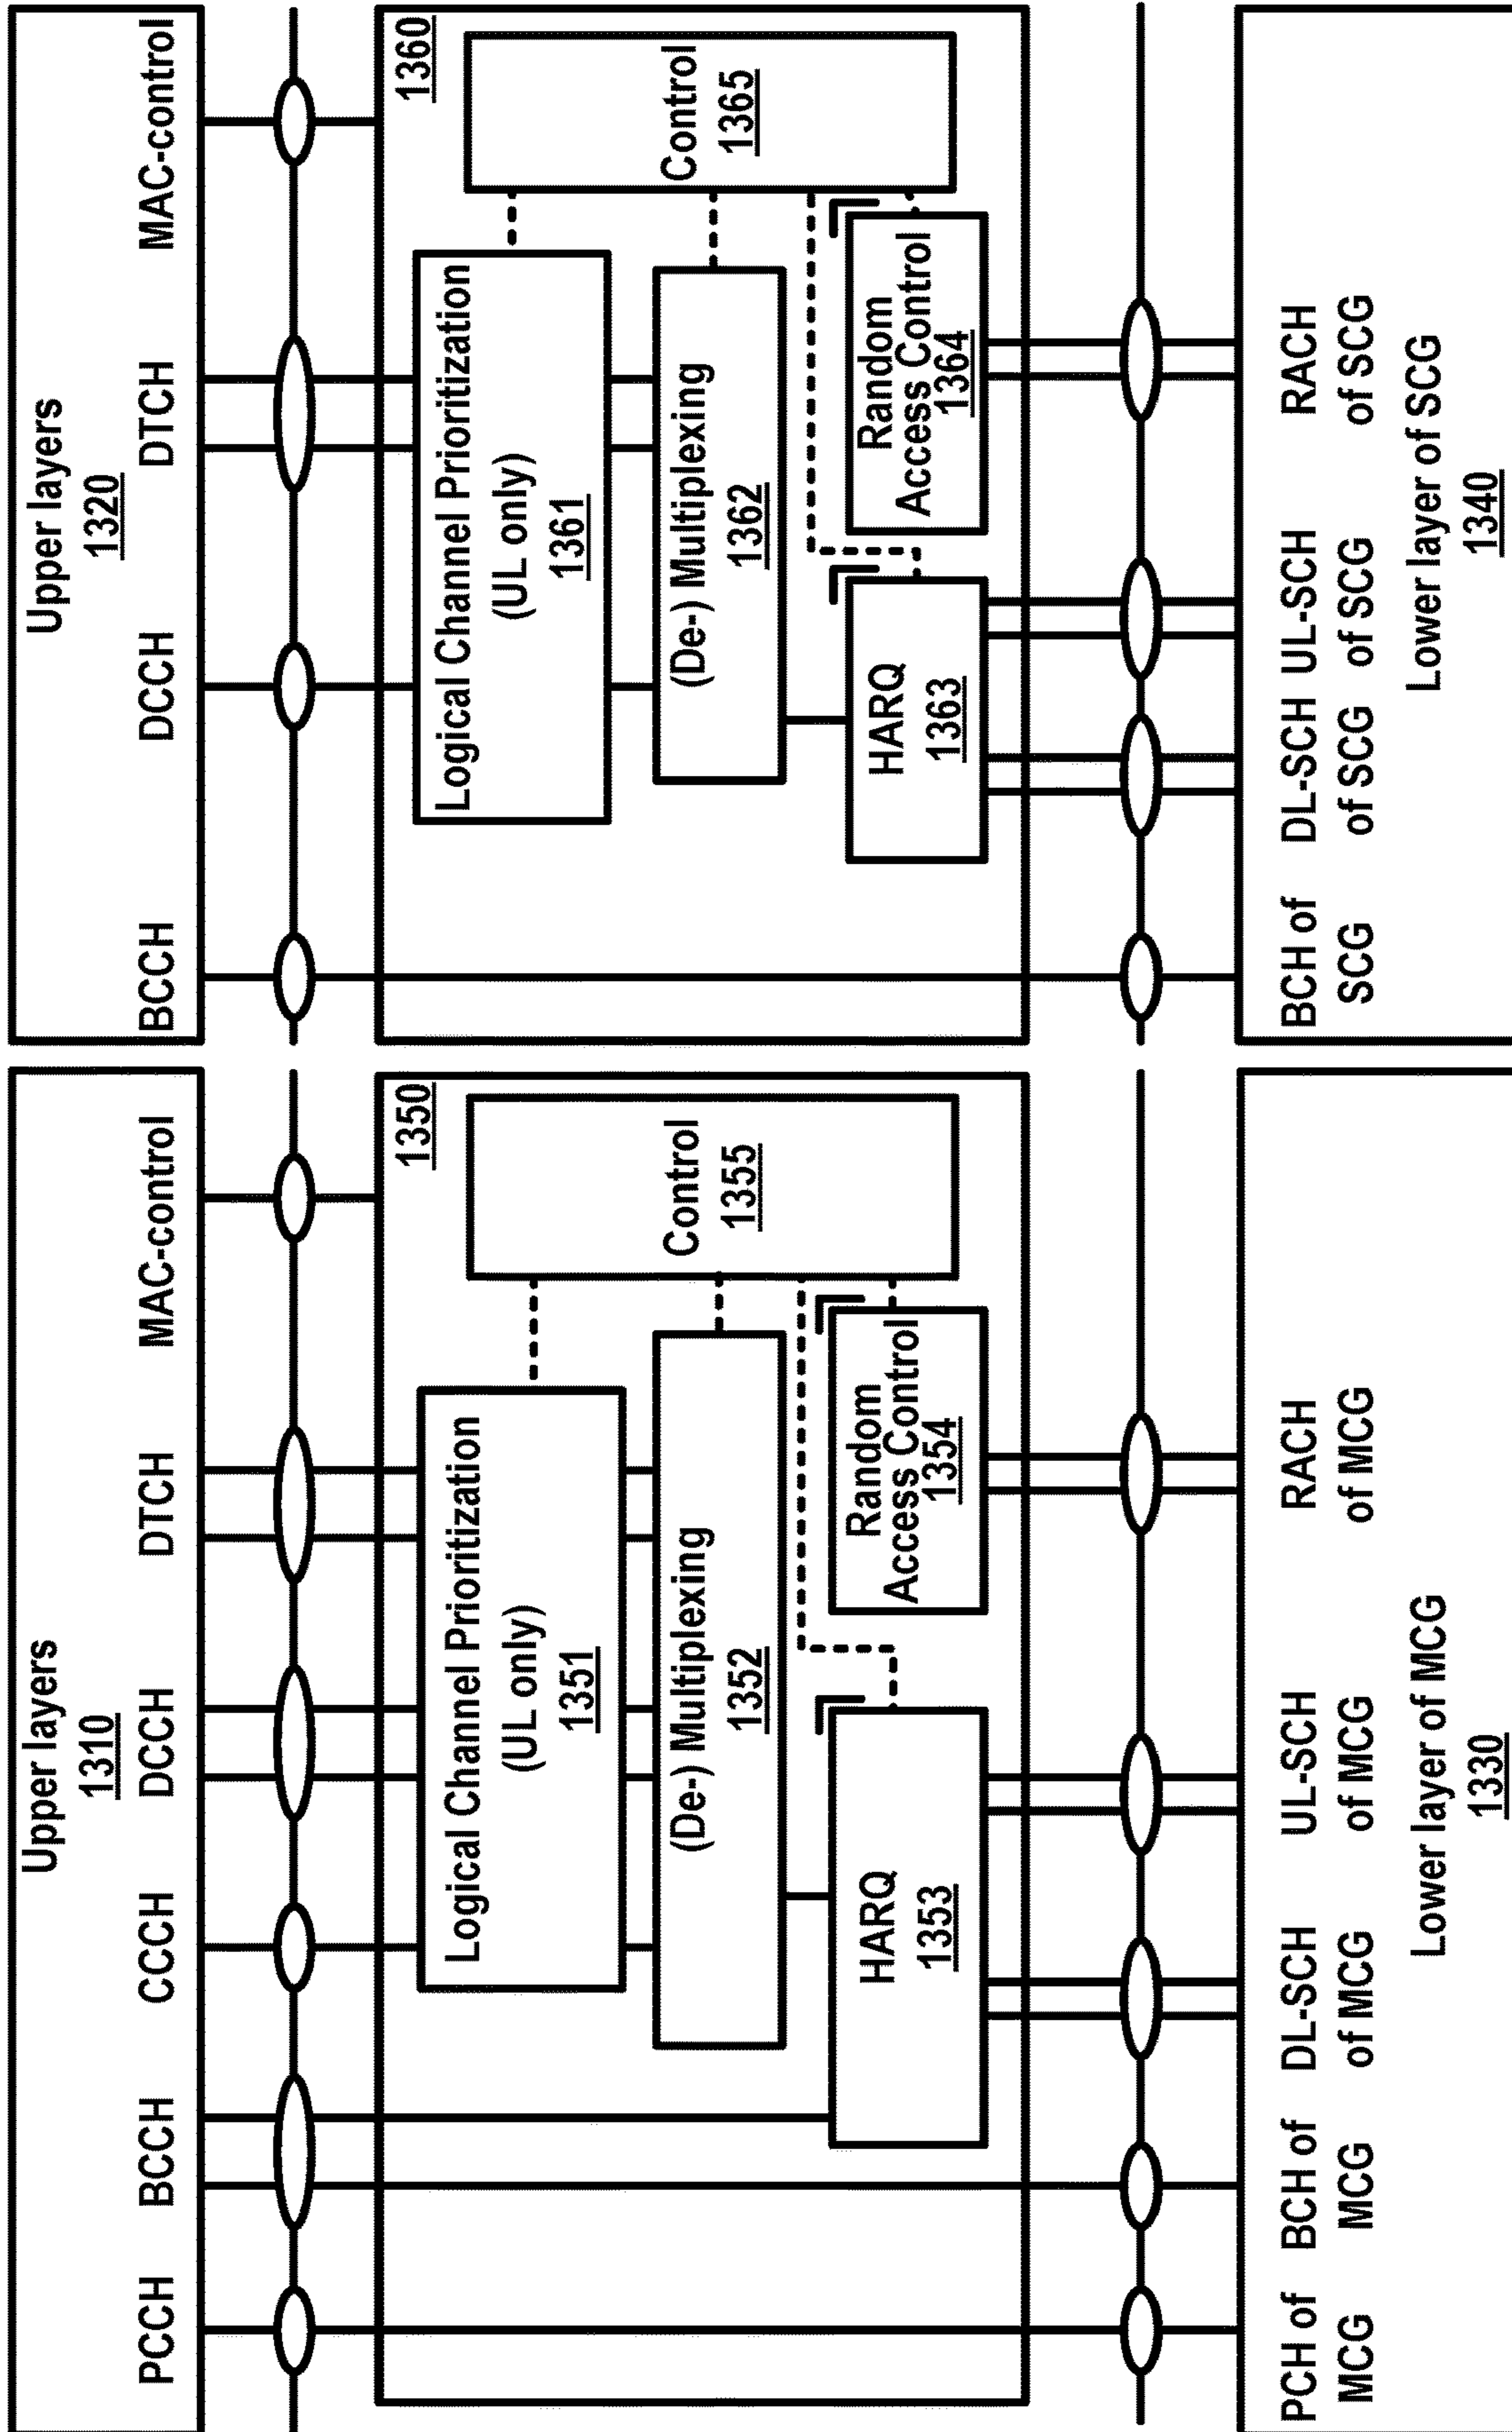 Upper layers
1310
PCCH
BCCH
CCCH
DCCH
DTCH
MAC-control
1350
Logical Channel Prioritization
(UL only)
1351
(De-) Multiplexing
1352
HARQ
1353
Random
Access Control
1354
Control
1355
PCH of
MCG
BCH of
MCG
DL-SCH
of MCG
UL-SCH
of MCG
RACH
of MCG
Lower layer of MCG
1330
Upper layers
1320
BCCH
DCCH
DTCH
MAC-control
1360
Logical Channel Prioritization
(UL only)
1361
(De-) Multiplexing
1362
HARQ
1363
Random
Access Control
1364
Control
1365
BCH of
SCG
DL-SCH
of SCG
UL-SCH
of SCG
RACH
of SCG
Lower layer of SCG
1340